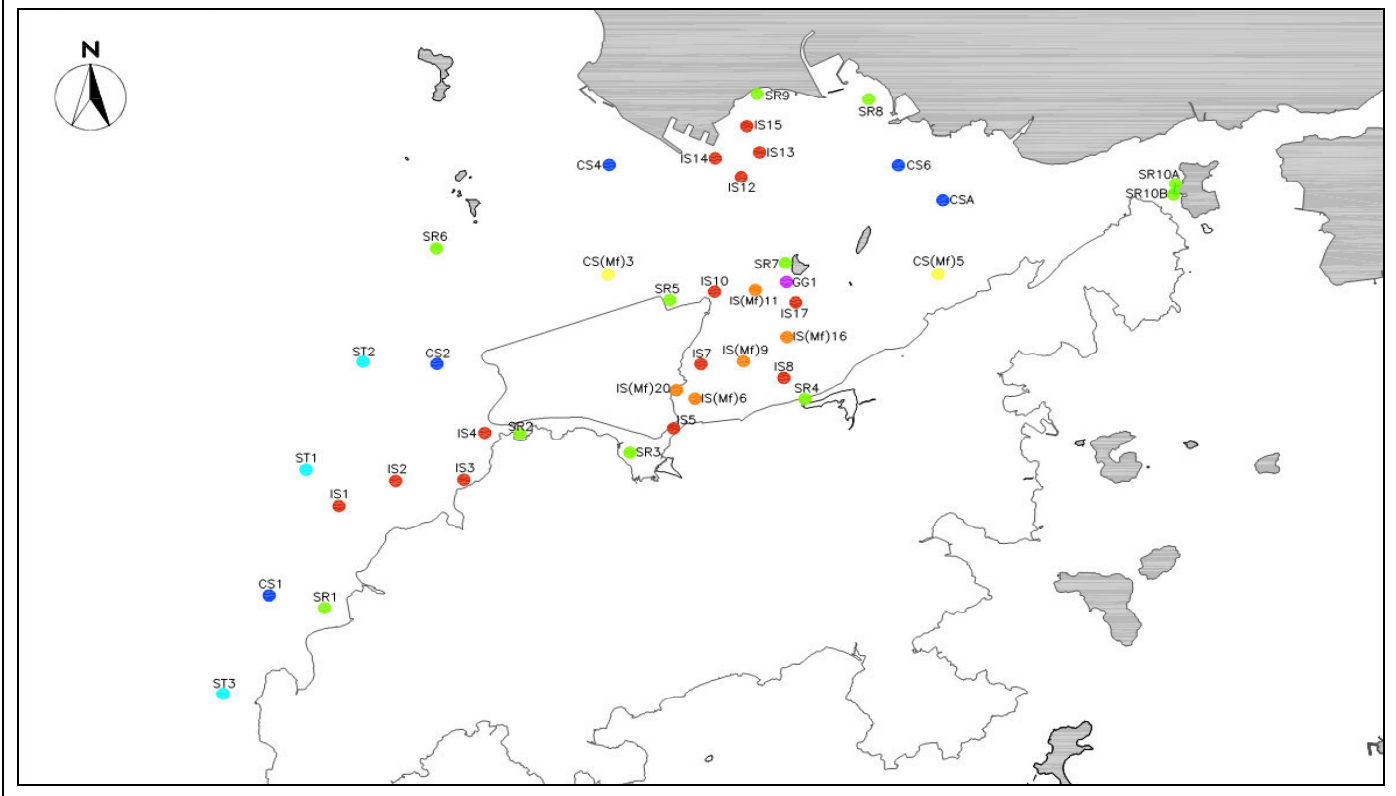 N
SR9
SR8
IS15
IS14
IS13
CS4
CS6
IS12
SR10A
SR10B
CSA
SR6
CS(Mf)3
SR7
CS(Mf)5
IS10
GG1
SR5
IS(Mf)11
IS17
IS(Mf)16
ST2
CS2
IS7
IS(Mf)9
IS8
IS(Mf)20
IS(Mf)6
SR4
IS4
SR2
IS5
SR3
ST1
IS2
IS3
IS1
CS1
SR1
ST3